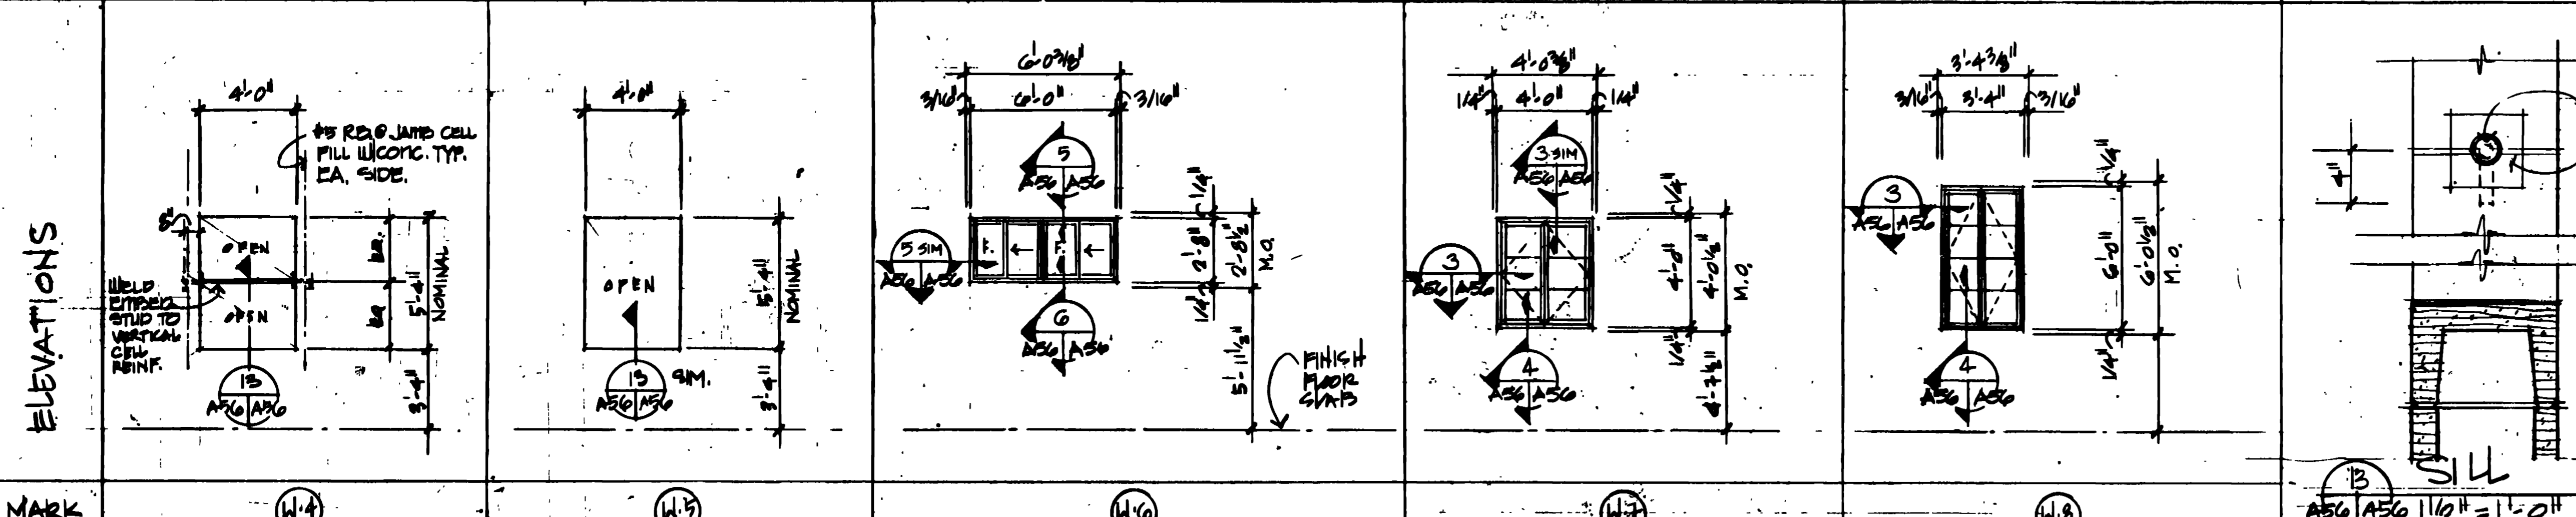 ELEVATIONS
MARK
4'-0"
#5 RE.@ JAMB CELL
FILL W/CONC. TYP.
EA. SIDE.
8"
OPEN
OPEN
WELD
EMBED
STUD TO
VERTICAL
CELL
REINF.
EQ.
EQ
5'-4"
NOMINAL
3'-4"
13
A56 A56
W.4
4'-0"
OPEN
5'-4"
NOMINAL
3'-4"
13 SIM.
A56 A56
W.5
6'-0 3/8"
3/16" 6'-0" 3/16"
5
A56 A56
F. F.
5 SIM
A56 A56
6
A56 A56
1/4"
2'-8"
1/4"
2'-8 1/2"
M.O.
5'-11 1/2"
FINISH
FLOOR
SLAB
W.6
4'-0 3/8"
1/4" 4'-0" 1/4"
3 SIM
A56 A56
3
A56 A56
4
A56 A56
1/4"
4'-0"
1/4"
4'-0 1/2"
M.O.
4'-7 1/2"
W.7
3'-4 3/8"
3/16" 3'-4" 3/16"
3
A56 A56
4
A56 A56
1/4"
6'-0"
1/4"
6'-0 1/2"
M.O.
W.8
4"
SILL
13
A56 A56